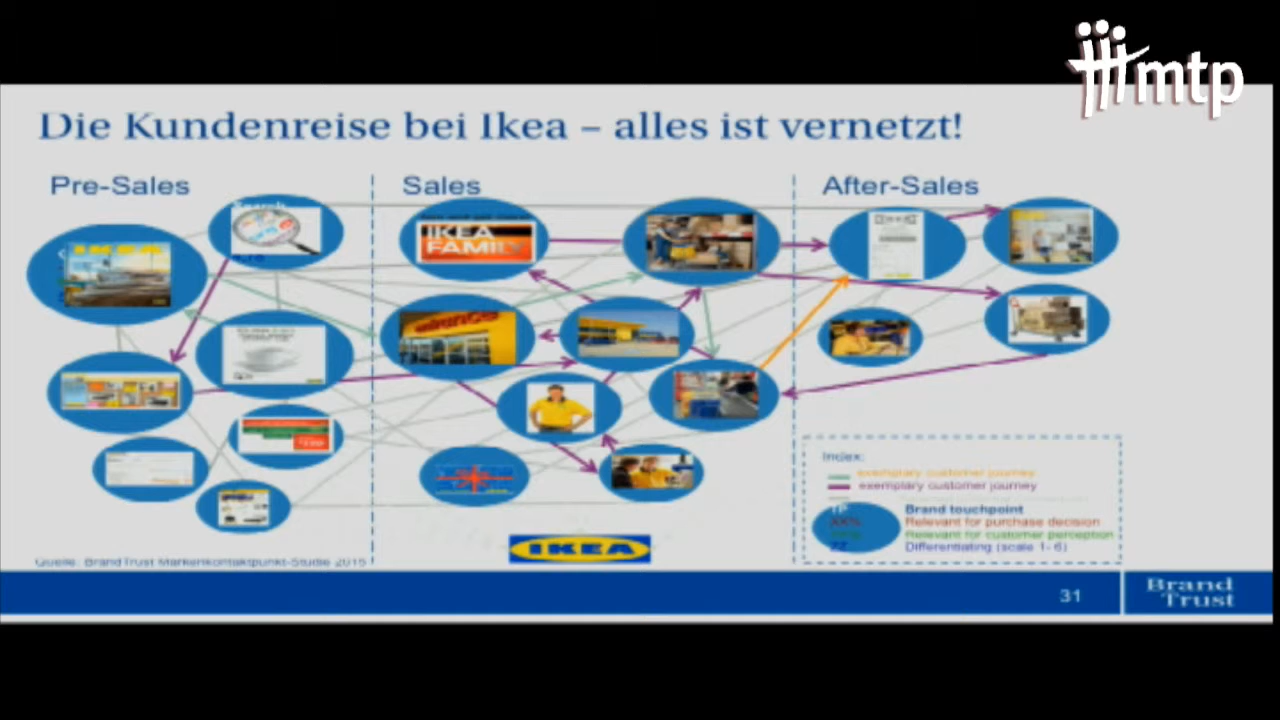 mtp
Die Kundenreise bei Ikea – alles ist vernetzt!
Pre-Sales
Sales
After-Sales
Search
IKEA
IKEA
FAMILY
Index:
exemplary customer journey
exemplary customer journey
Brand touchpoint
Relevant for purchase decision
Relevant for customer perception
Differentiating (scale 1- 6)
IKEA
Quelle: BrandTrust Markenkontaktpunkt-Studie 2015
31
Brand
Trust